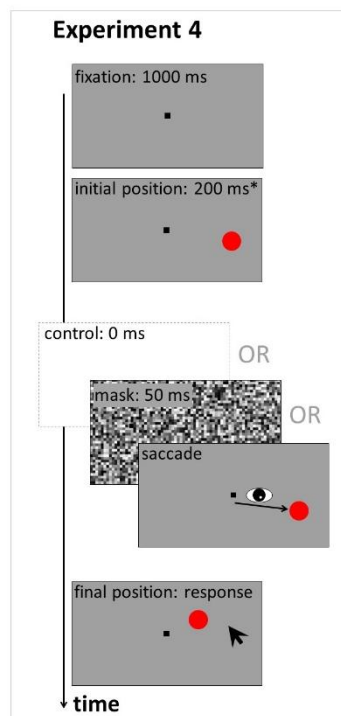 Experiment 4
fixation: 1000 ms
initial position: 200 ms*
control: 0 ms
OR
mask: 50 ms
OR
saccade
final position: response
time